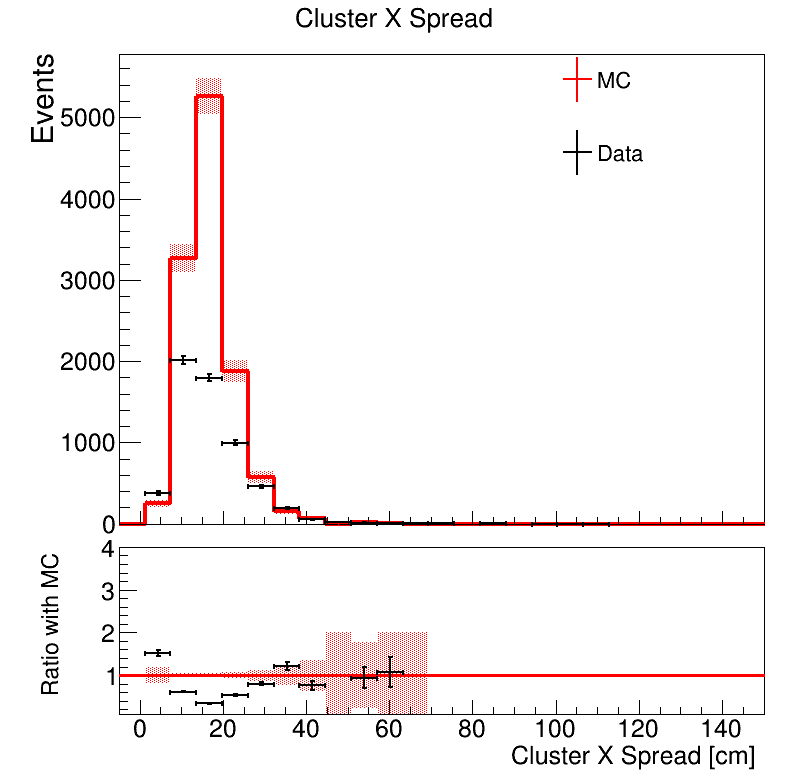 Cluster X Spread
Events
5000
4000
3000
2000
1000
0
MC
Data
Ratio with MC
4
3
2
1
0 20 40 60 80 100 120 140
Cluster X Spread [cm]